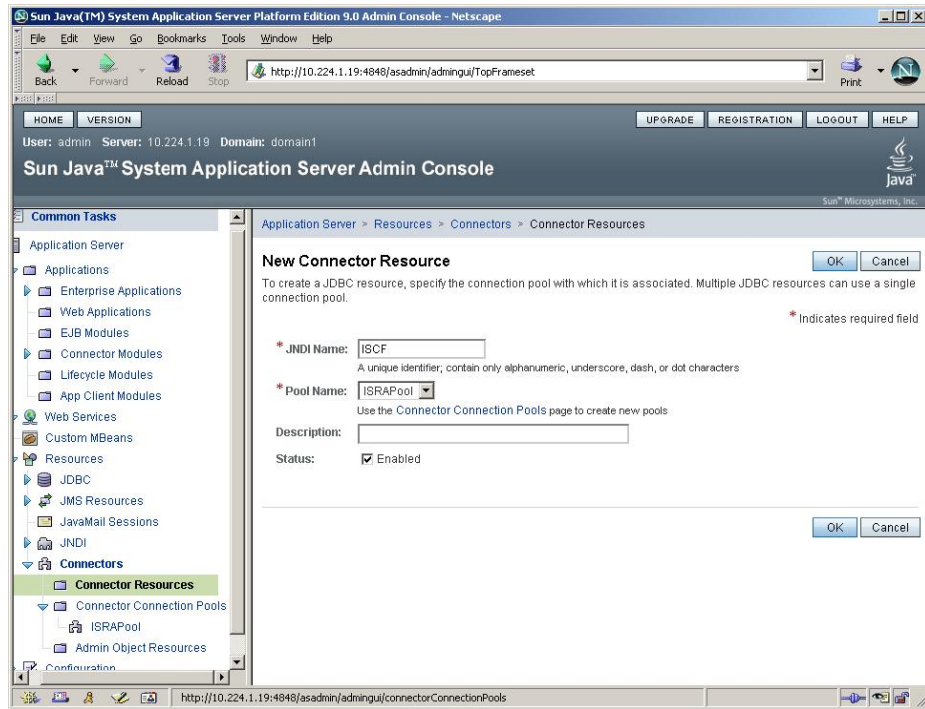 Sun Java(TM) System Application Server Platform Edition 9.0 Admin Console - Netscape
File Edit View Go Bookmarks Tools Window Help
Back Forward Reload Stop
http://10.224.1.19:4848/asadmin/admingui/TopFrameset
Print
N
HOME VERSION
UPGRADE REGISTRATION LOGOUT HELP
User: admin Server: 10.224.1.19 Domain: domain1
Sun Java™ System Application Server Admin Console
Java™
Sun™ Microsystems, Inc.
Common Tasks
Application Server
Applications
Enterprise Applications
Web Applications
EJB Modules
Connector Modules
Lifecycle Modules
App Client Modules
Web Services
Custom MBeans
Resources
JDBC
JMS Resources
JavaMail Sessions
JNDI
Connectors
Connector Resources
Connector Connection Pools
ISRAPool
Admin Object Resources
Configuration
Application Server > Resources > Connectors > Connector Resources
New Connector Resource
OK Cancel
To create a JDBC resource, specify the connection pool with which it is associated. Multiple JDBC resources can use a single
connection pool.
* Indicates required field
* JNDI Name: ISCF
A unique identifier; contain only alphanumeric, underscore, dash, or dot characters
* Pool Name: ISRAPool
Use the Connector Connection Pools page to create new pools
Description:
Status: Enabled
OK Cancel
http://10.224.1.19:4848/asadmin/admingui/connectorConnectionPools